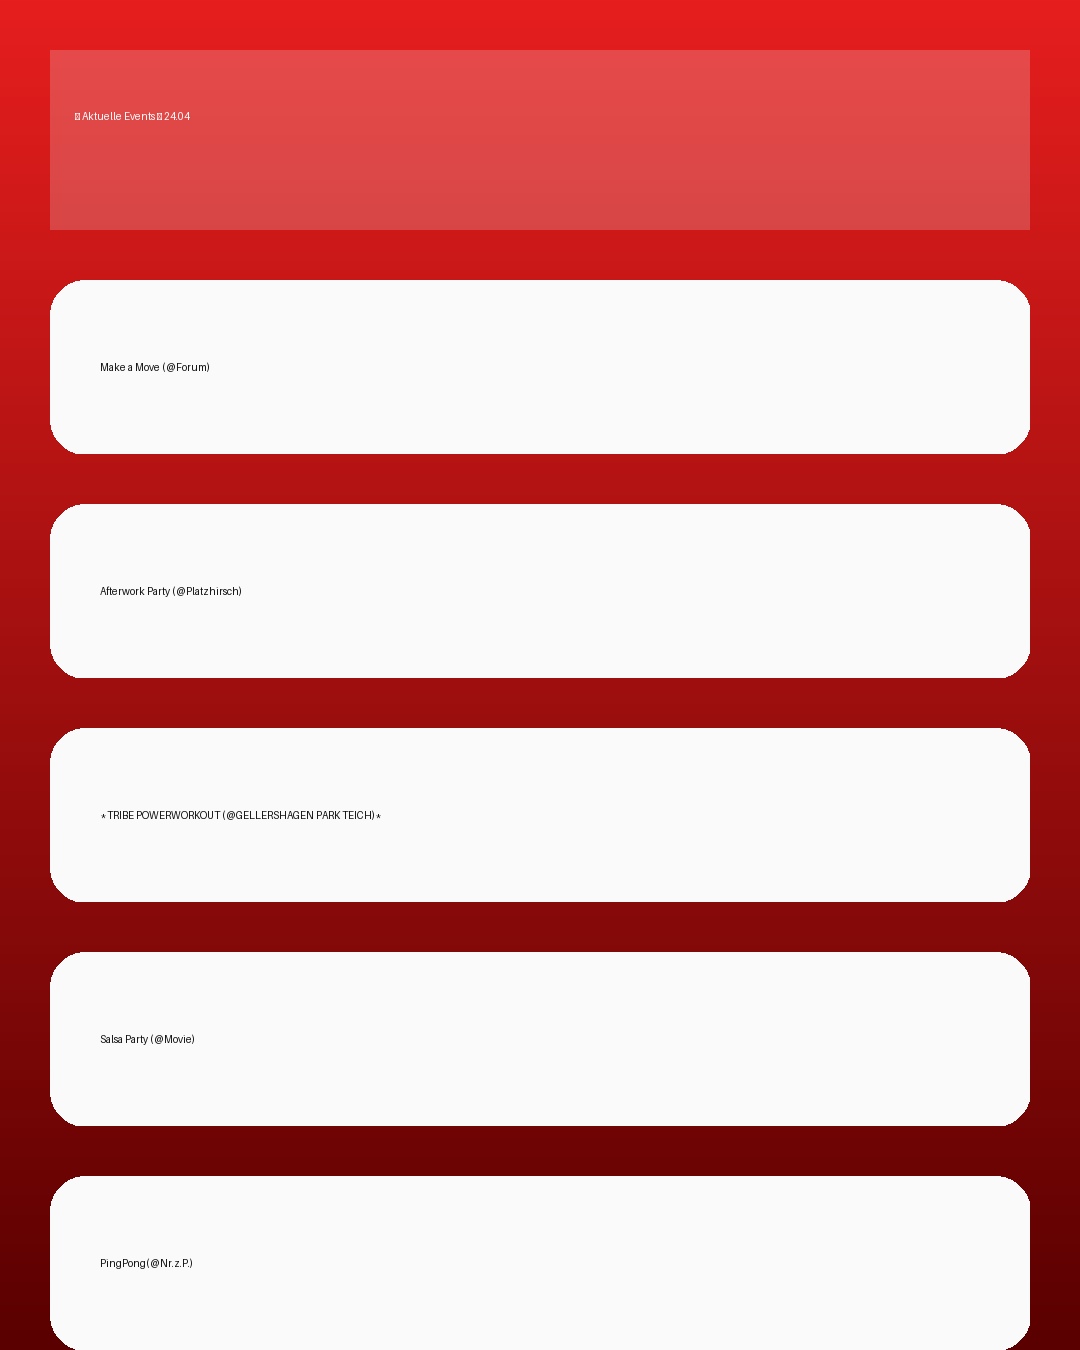 Aktuelle Events 24.04
Make a Move (@Forum)
Afterwork Party (@Platzhirsch)
*TRIBE POWERWORKOUT (@GELLERSHAGEN PARK TEICH)*
Salsa Party (@Movie)
PingPong(@Nr.z.P.)